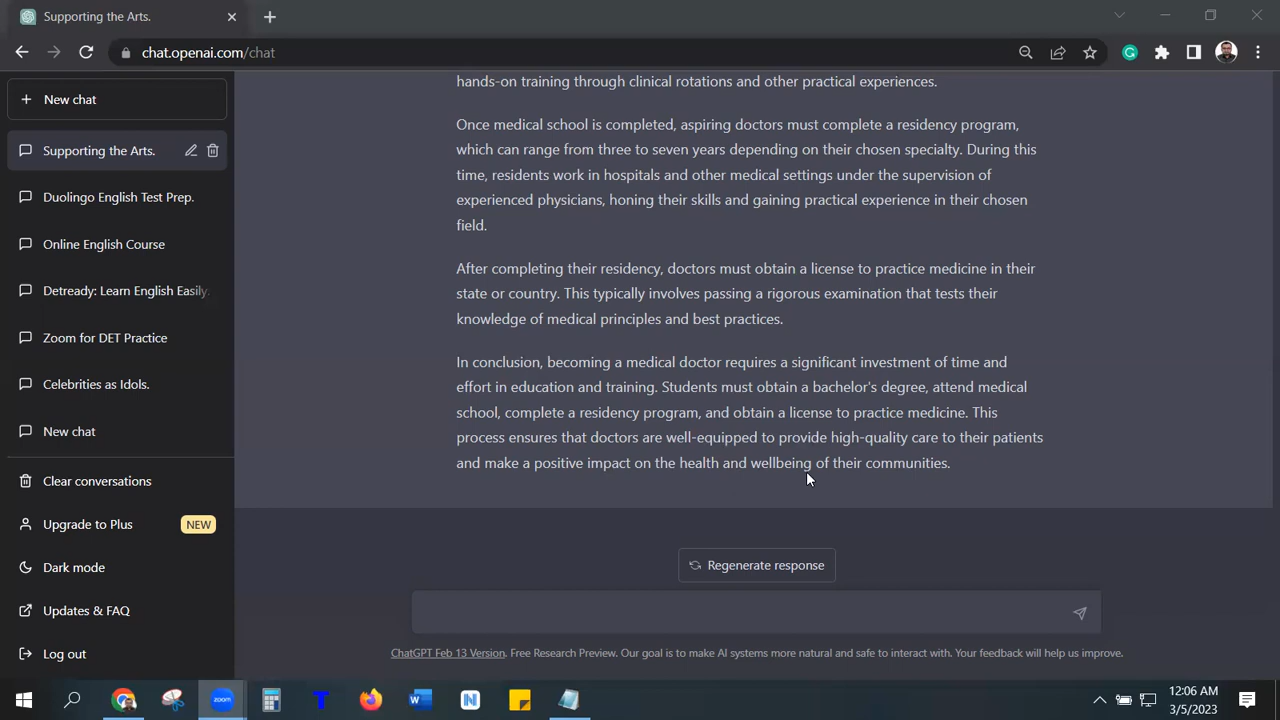 Supporting the Arts.
chat.openai.com/chat
New chat
Supporting the Arts.
Duolingo English Test Prep.
Online English Course
Detready: Learn English Easily.
Zoom for DET Practice
Celebrities as Idols.
New chat
Clear conversations
Upgrade to Plus NEW
Dark mode
Updates & FAQ
Log out
hands-on training through clinical rotations and other practical experiences.
Once medical school is completed, aspiring doctors must complete a residency program,
which can range from three to seven years depending on their chosen specialty. During this
time, residents work in hospitals and other medical settings under the supervision of
experienced physicians, honing their skills and gaining practical experience in their chosen
field.
After completing their residency, doctors must obtain a license to practice medicine in their
state or country. This typically involves passing a rigorous examination that tests their
knowledge of medical principles and best practices.
In conclusion, becoming a medical doctor requires a significant investment of time and
effort in education and training. Students must obtain a bachelor's degree, attend medical
school, complete a residency program, and obtain a license to practice medicine. This
process ensures that doctors are well-equipped to provide high-quality care to their patients
and make a positive impact on the health and wellbeing of their communities.
Regenerate response
ChatGPT Feb 13 Version. Free Research Preview. Our goal is to make AI systems more natural and safe to interact with. Your feedback will help us improve.
zoom
T
W
N
12:06 AM
3/5/2023